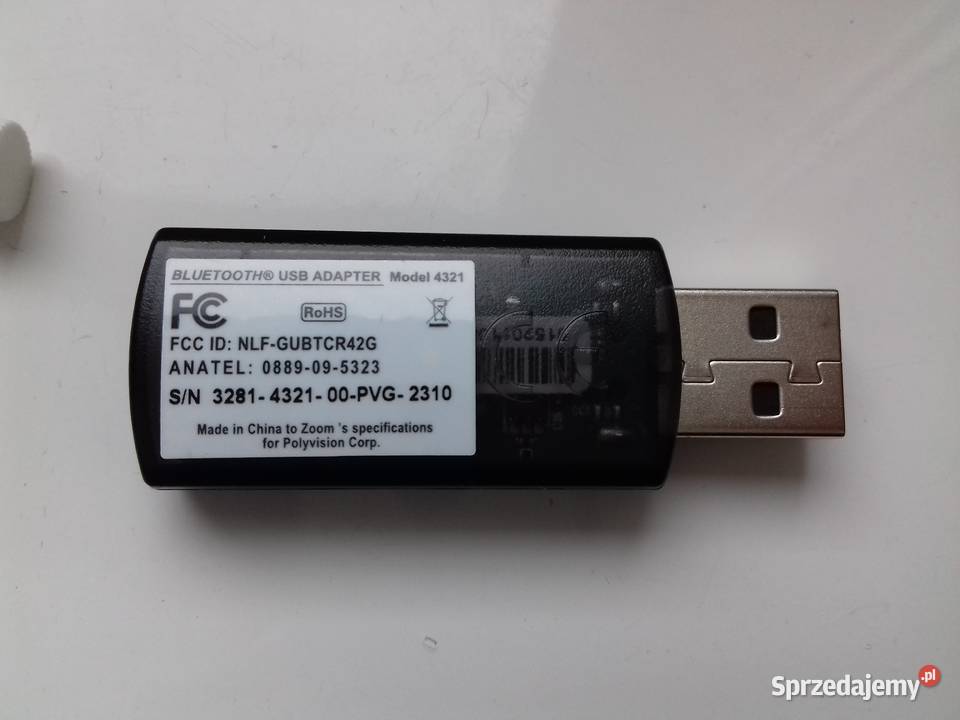 BLUETOOTH® USB ADAPTER Model 4321
FC
RoHS
FCC ID: NLF-GUBTCR42G
ANATEL: 0889-09-5323
S/N 3281-4321-00-PVG-2310
Made in China to Zoom 's specifications
for Polyvision Corp.
Sprzedajemy.pl